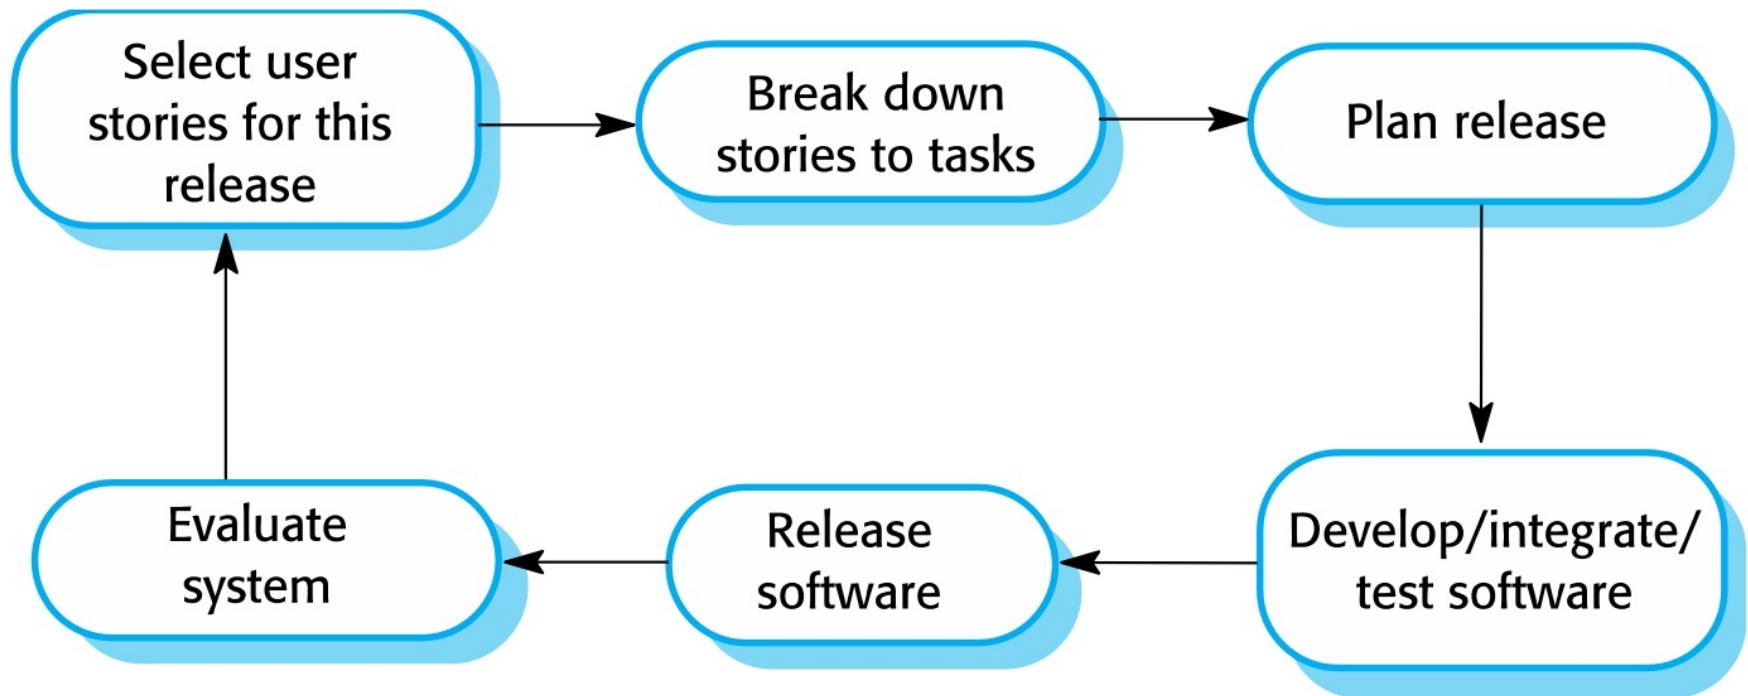 Select user
stories for this
release
Break down
stories to tasks
Plan release
Develop/integrate/
test software
Release
software
Evaluate
system